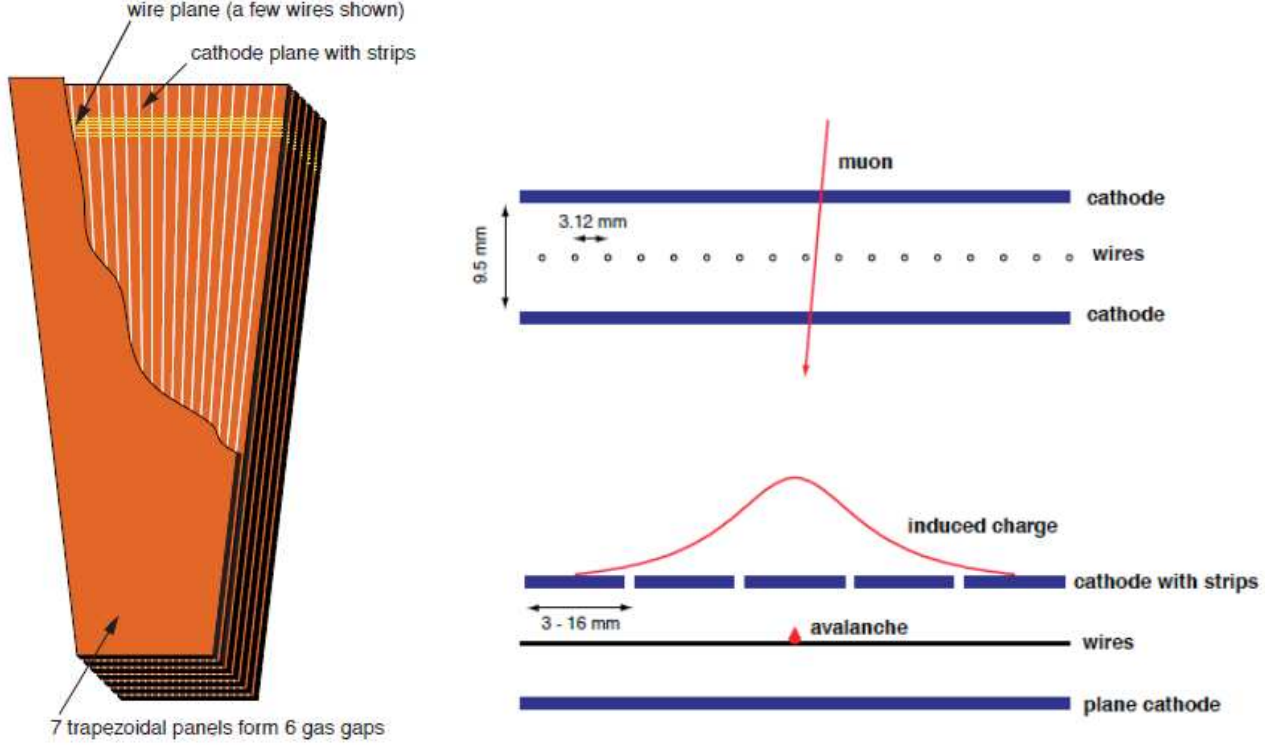 wire plane (a few wires shown)
cathode plane with strips
7 trapezoidal panels form 6 gas gaps
muon
cathode
3.12 mm
9.5 mm
wires
cathode
induced charge
cathode with strips
3 - 16 mm
avalanche
wires
plane cathode